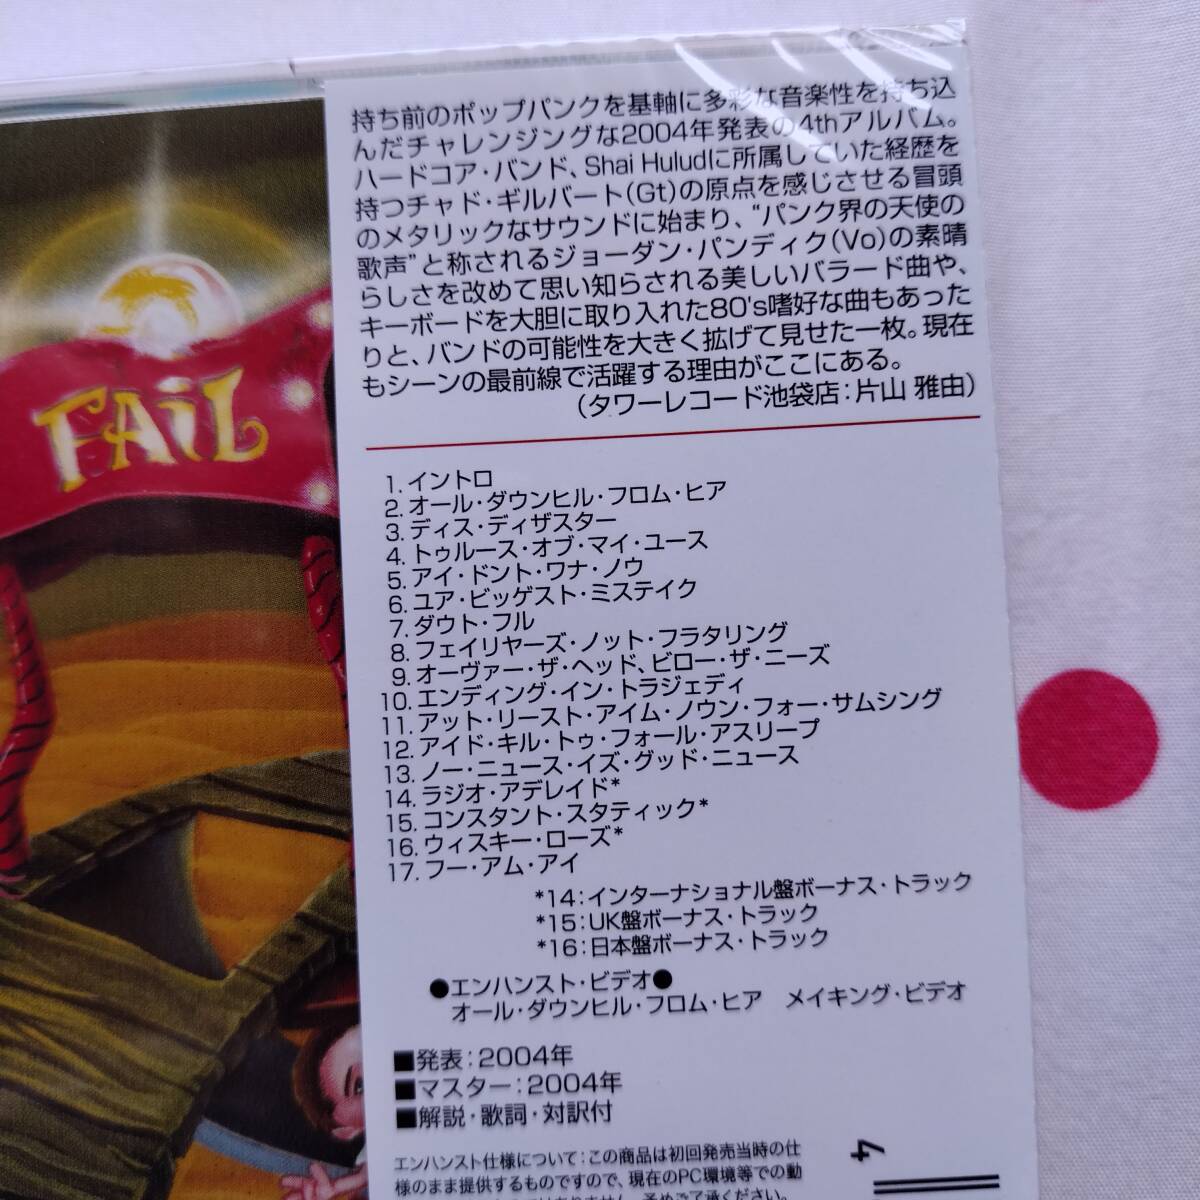 持ち前のポップパンクを基軸に多彩な音楽性を持ち込
んだチャレンジングな2004年発表の4thアルバム。
ハードコア・バンド、Shai Huludに所属していた経歴を
持つチャド・ギルバート(Gt)の原点を感じさせる冒頭
のメタリックなサウンドに始まり、“パンク界の天使の
歌声”と称されるジョーダン・パンディク(Vo)の素晴
らしさを改めて思い知らされる美しいバラード曲や、
キーボードを大胆に取り入れた80's嗜好な曲もあった
りと、バンドの可能性を大きく拡げて見せた一枚。現在
もシーンの最前線で活躍する理由がここにある。
(タワーレコード池袋店:片山 雅由)
FAiL
1. イントロ
2. オール・ダウンヒル・フロム・ヒア
3. ディス・ディザスター
4. トゥルース・オブ・マイ・ユース
5. アイ・ドント・ワナ・ノウ
6. ユア・ビッゲスト・ミステイク
7. ダウト・フル
8. フェイリヤーズ・ノット・フラタリング
9. オーヴァー・ザ・ヘッド、ビロー・ザ・ニーズ
10. エンディング・イン・トラジェディ
11. アット・リースト・アイム・ノウン・フォー・サムシング
12. アイド・キル・トゥ・フォール・アスリープ
13. ノー・ニュース・イズ・グッド・ニュース
14. ラジオ・アデレイド*
15. コンスタント・スタティック*
16. ウィスキー・ローズ*
17. フー・アム・アイ
*14:インターナショナル盤ボーナス・トラック
*15:UK盤ボーナス・トラック
*16:日本盤ボーナス・トラック
●エンハンスト・ビデオ●
オール・ダウンヒル・フロム・ヒア　メイキング・ビデオ
■発表:2004年
■マスター:2004年
■解説・歌詞・対訳付
エンハンスト仕様について:この商品は初回発売当時の仕
様のまま提供するものですので、現在のPC環境等での動
予めご了承ください。
4